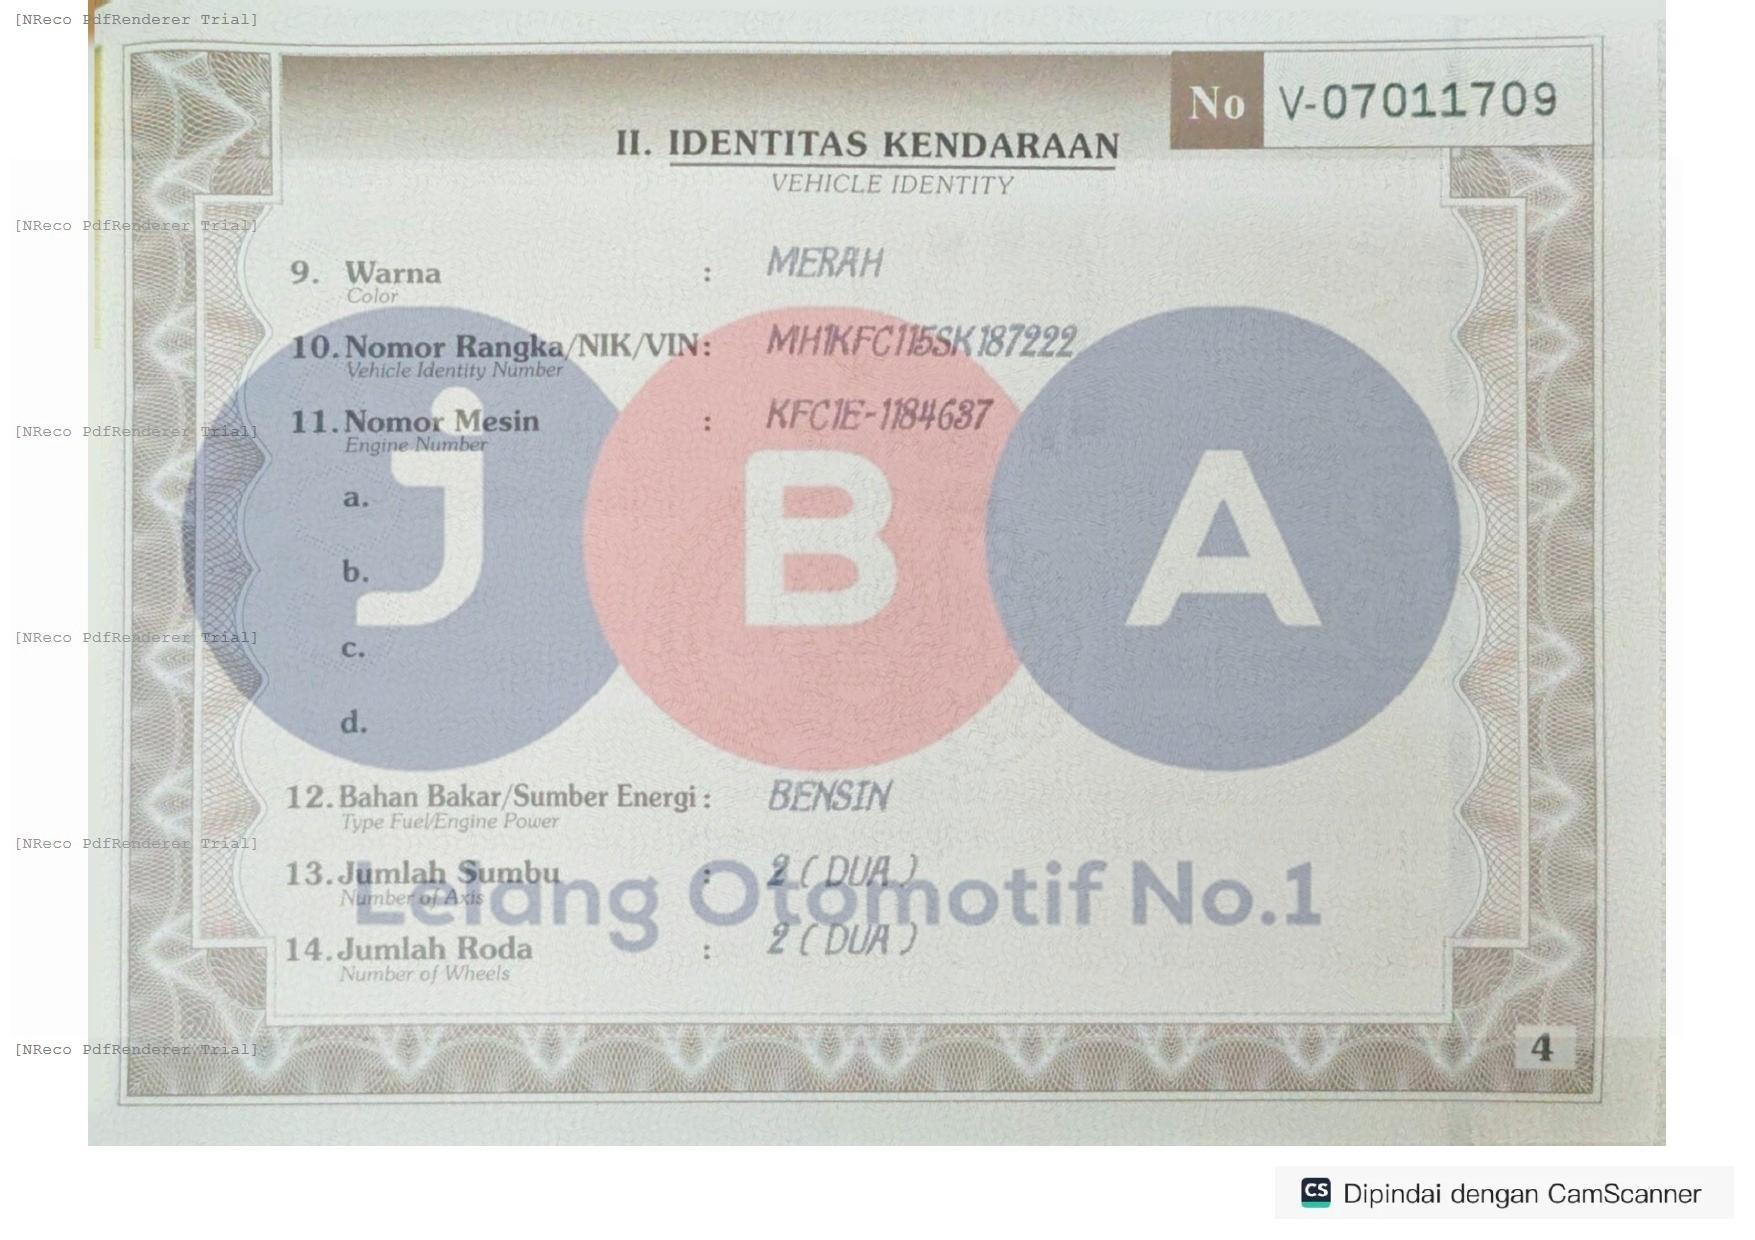 [NReco PdfRenderer Trial]
No V-07011709
II. IDENTITAS KENDARAAN
VEHICLE IDENTITY
[NReco PdfRenderer Trial]
9. Warna : MERAH
Color
10. Nomor Rangka/NIK/VIN : MH1KFC115SK187222
Vehicle Identity Number
11. Nomor Mesin : KFC1E-1184637
[NReco PdfRenderer Trial]
Engine Number
a.
J B A
b.
[NReco PdfRenderer Trial]
c.
d.
12. Bahan Bakar/Sumber Energi : BENSIN
Type Fuel/Engine Power
[NReco PdfRenderer Trial]
13. Jumlah Sumbu : 2 ( DUA )
Number of Axis
Lelang Otomotif No.1
14. Jumlah Roda : 2 ( DUA )
Number of Wheels
[NReco PdfRenderer Trial]
4
CS Dipindai dengan CamScanner